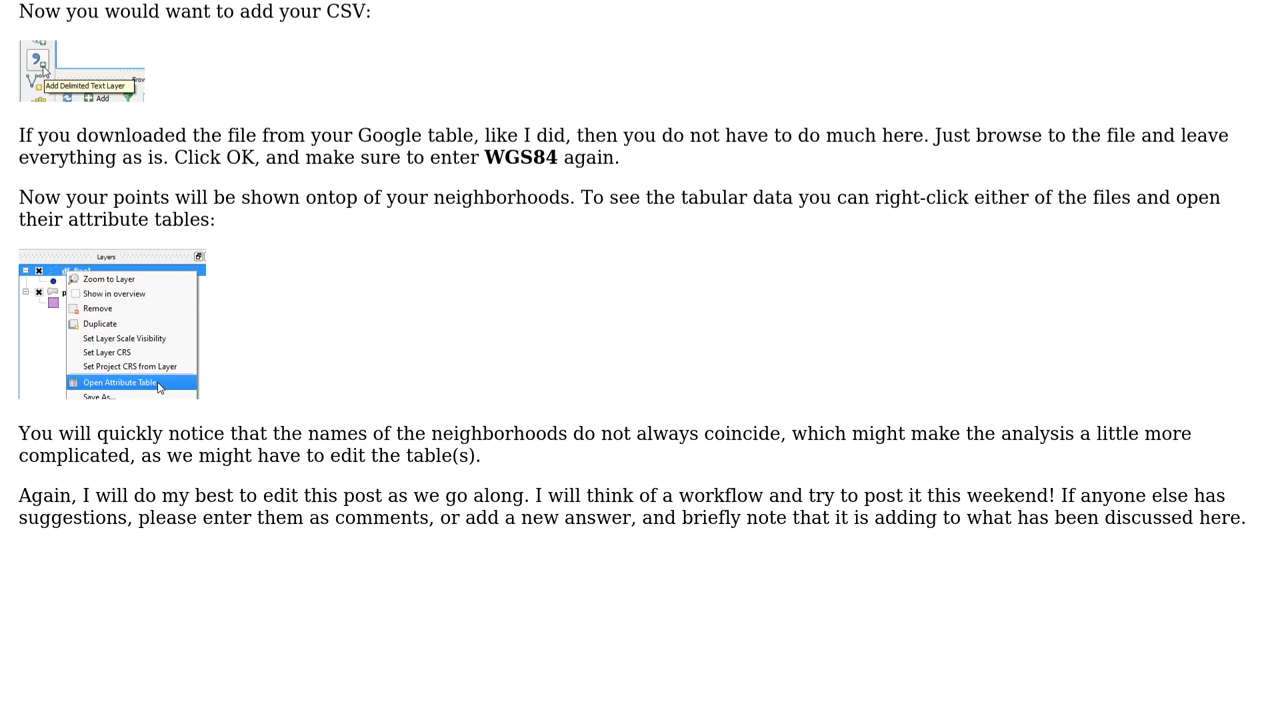 Now you would want to add your CSV:
Add Delimited Text Layer
Add
If you downloaded the file from your Google table, like I did, then you do not have to do much here. Just browse to the file and leave
everything as is. Click OK, and make sure to enter WGS84 again.
Now your points will be shown ontop of your neighborhoods. To see the tabular data you can right-click either of the files and open
their attribute tables:
Layers
Zoom to Layer
Show in overview
Remove
Duplicate
Set Layer Scale Visibility
Set Layer CRS
Set Project CRS from Layer
Open Attribute Table
Save As...
You will quickly notice that the names of the neighborhoods do not always coincide, which might make the analysis a little more
complicated, as we might have to edit the table(s).
Again, I will do my best to edit this post as we go along. I will think of a workflow and try to post it this weekend! If anyone else has
suggestions, please enter them as comments, or add a new answer, and briefly note that it is adding to what has been discussed here.